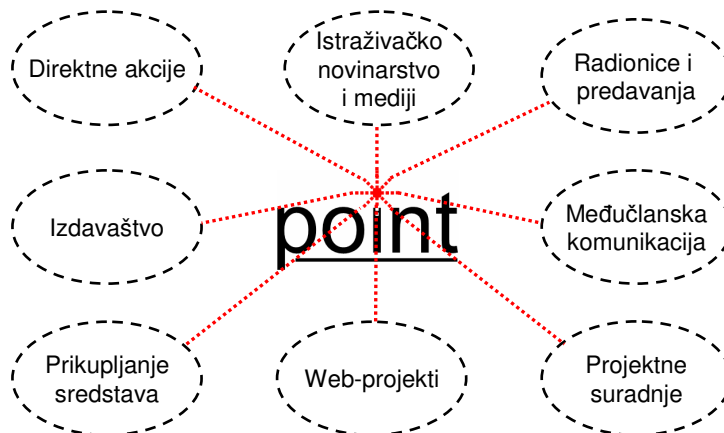 Direktne akcije
Istraživačko
novinarstvo
i mediji
Radionice i
predavanja
Izdavaštvo
point
Međučlanska
komunikacija
Prikupljanje
sredstava
Web-projekti
Projektne
suradnje